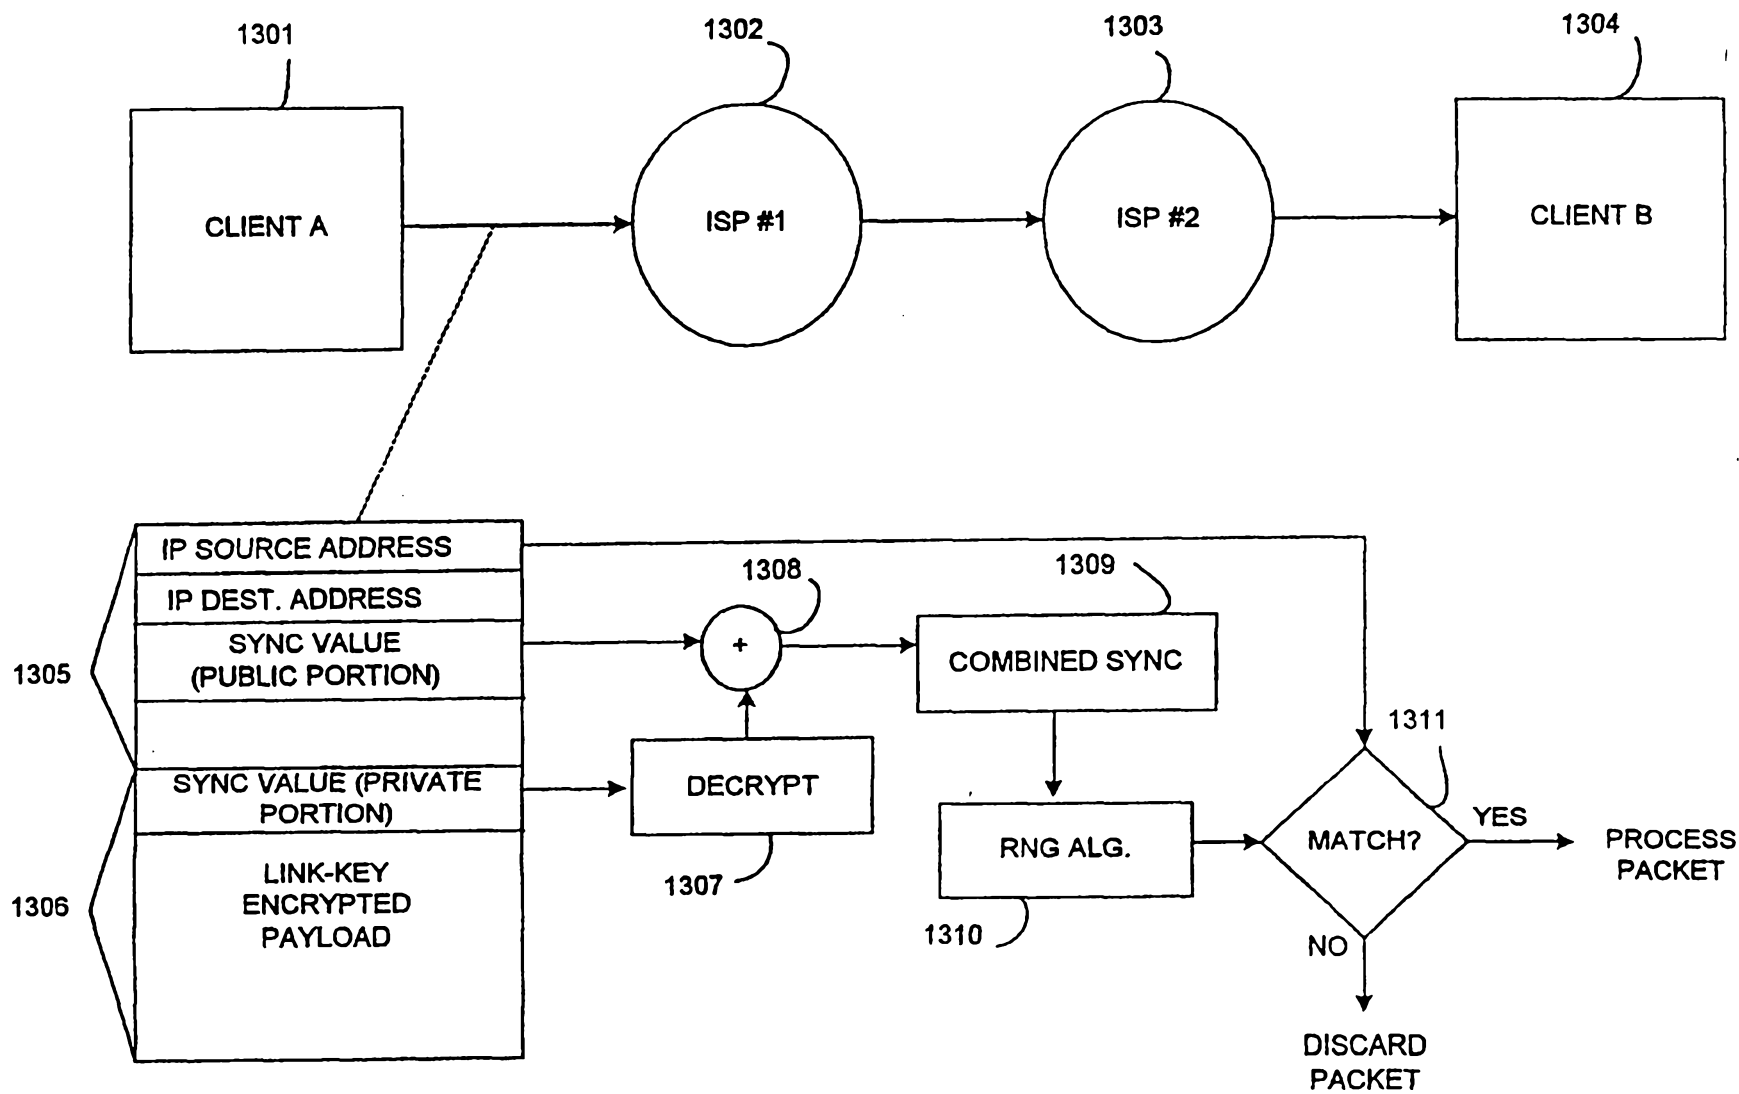 1301
1302
1303
1304
CLIENT A
ISP #1
ISP #2
CLIENT B
IP SOURCE ADDRESS
IP DEST. ADDRESS
SYNC VALUE
(PUBLIC PORTION)
SYNC VALUE (PRIVATE
PORTION)
LINK-KEY
ENCRYPTED
PAYLOAD
1305
1306
1308
+
DECRYPT
1307
1309
COMBINED SYNC
RNG ALG.
1310
1311
MATCH?
YES
PROCESS
PACKET
NO
DISCARD
PACKET